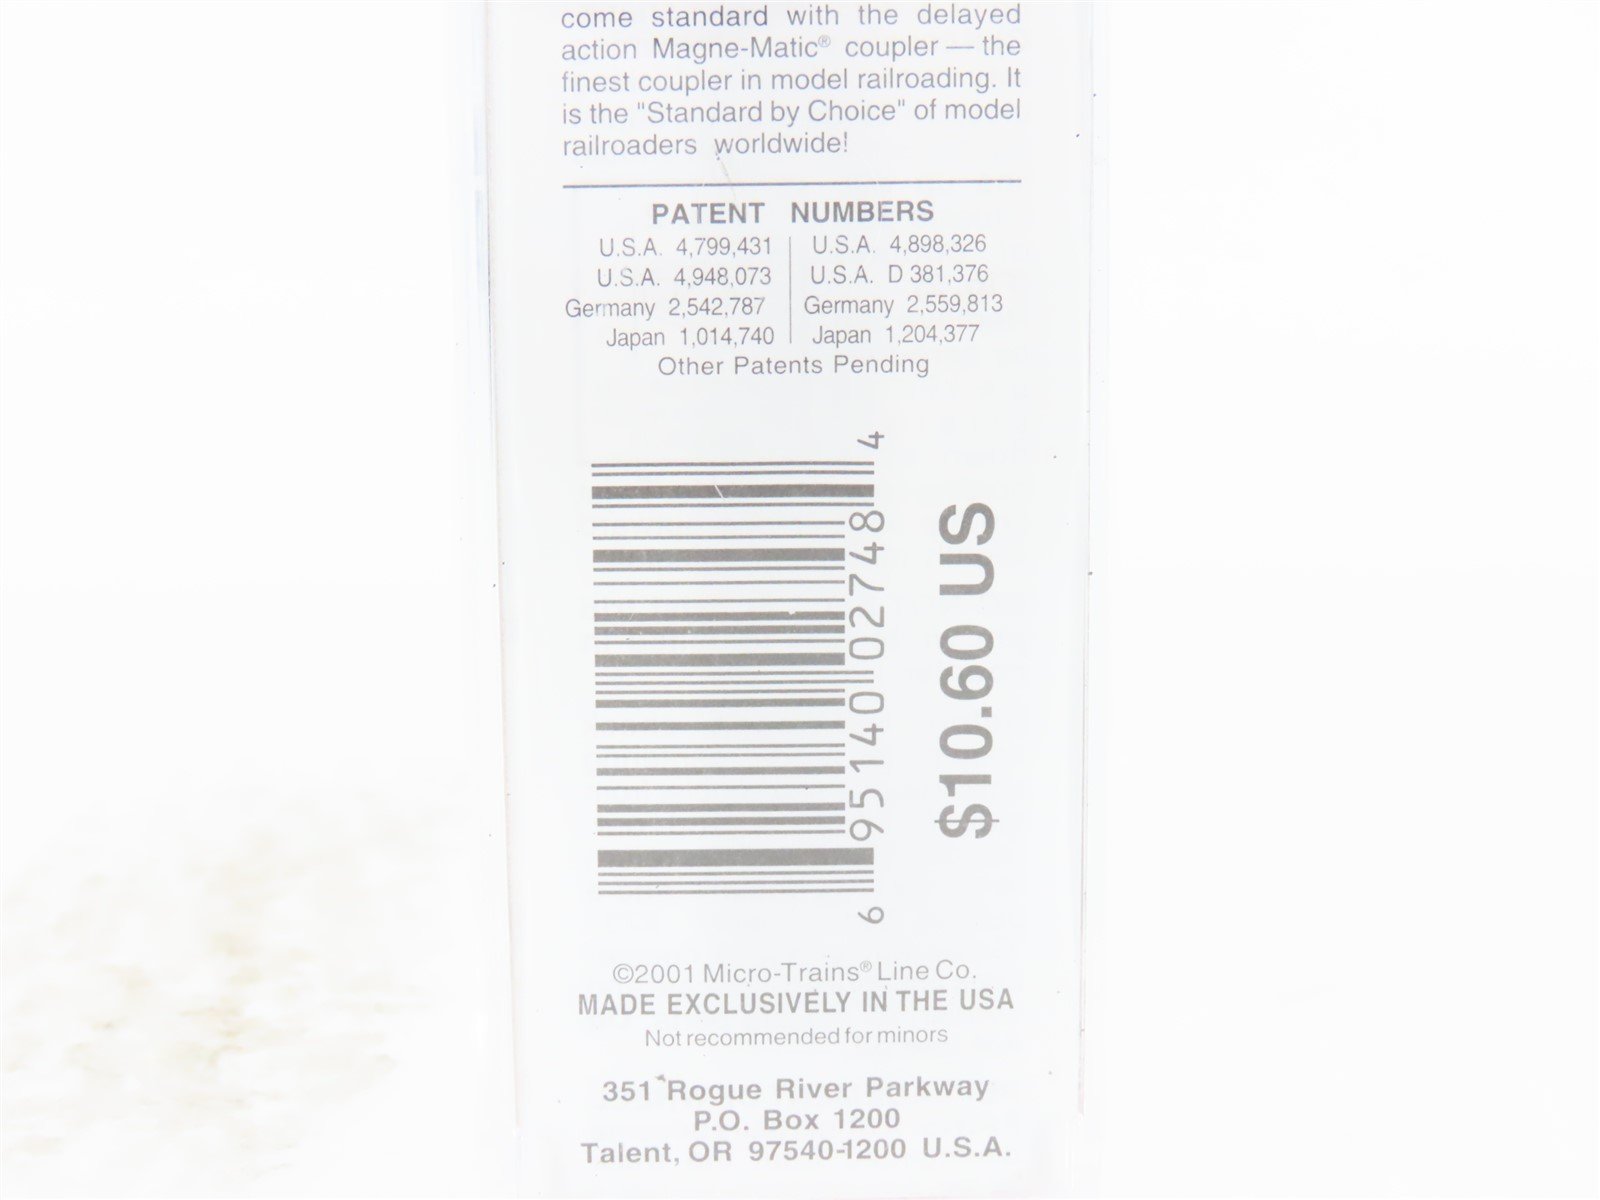 come standard with the delayed
action Magne-Matic® coupler — the
finest coupler in model railroading. It
is the "Standard by Choice" of model
railroaders worldwide!
PATENT NUMBERS
U.S.A. 4,799,431 | U.S.A. 4,898,326
U.S.A. 4,948,073 | U.S.A. D 381,376
Germany 2,542,787 | Germany 2,559,813
Japan 1,014,740 | Japan 1,204,377
Other Patents Pending
6 95140 02748 4
$10.60 US
©2001 Micro-Trains® Line Co.
MADE EXCLUSIVELY IN THE USA
Not recommended for minors
351 Rogue River Parkway
P.O. Box 1200
Talent, OR 97540-1200 U.S.A.